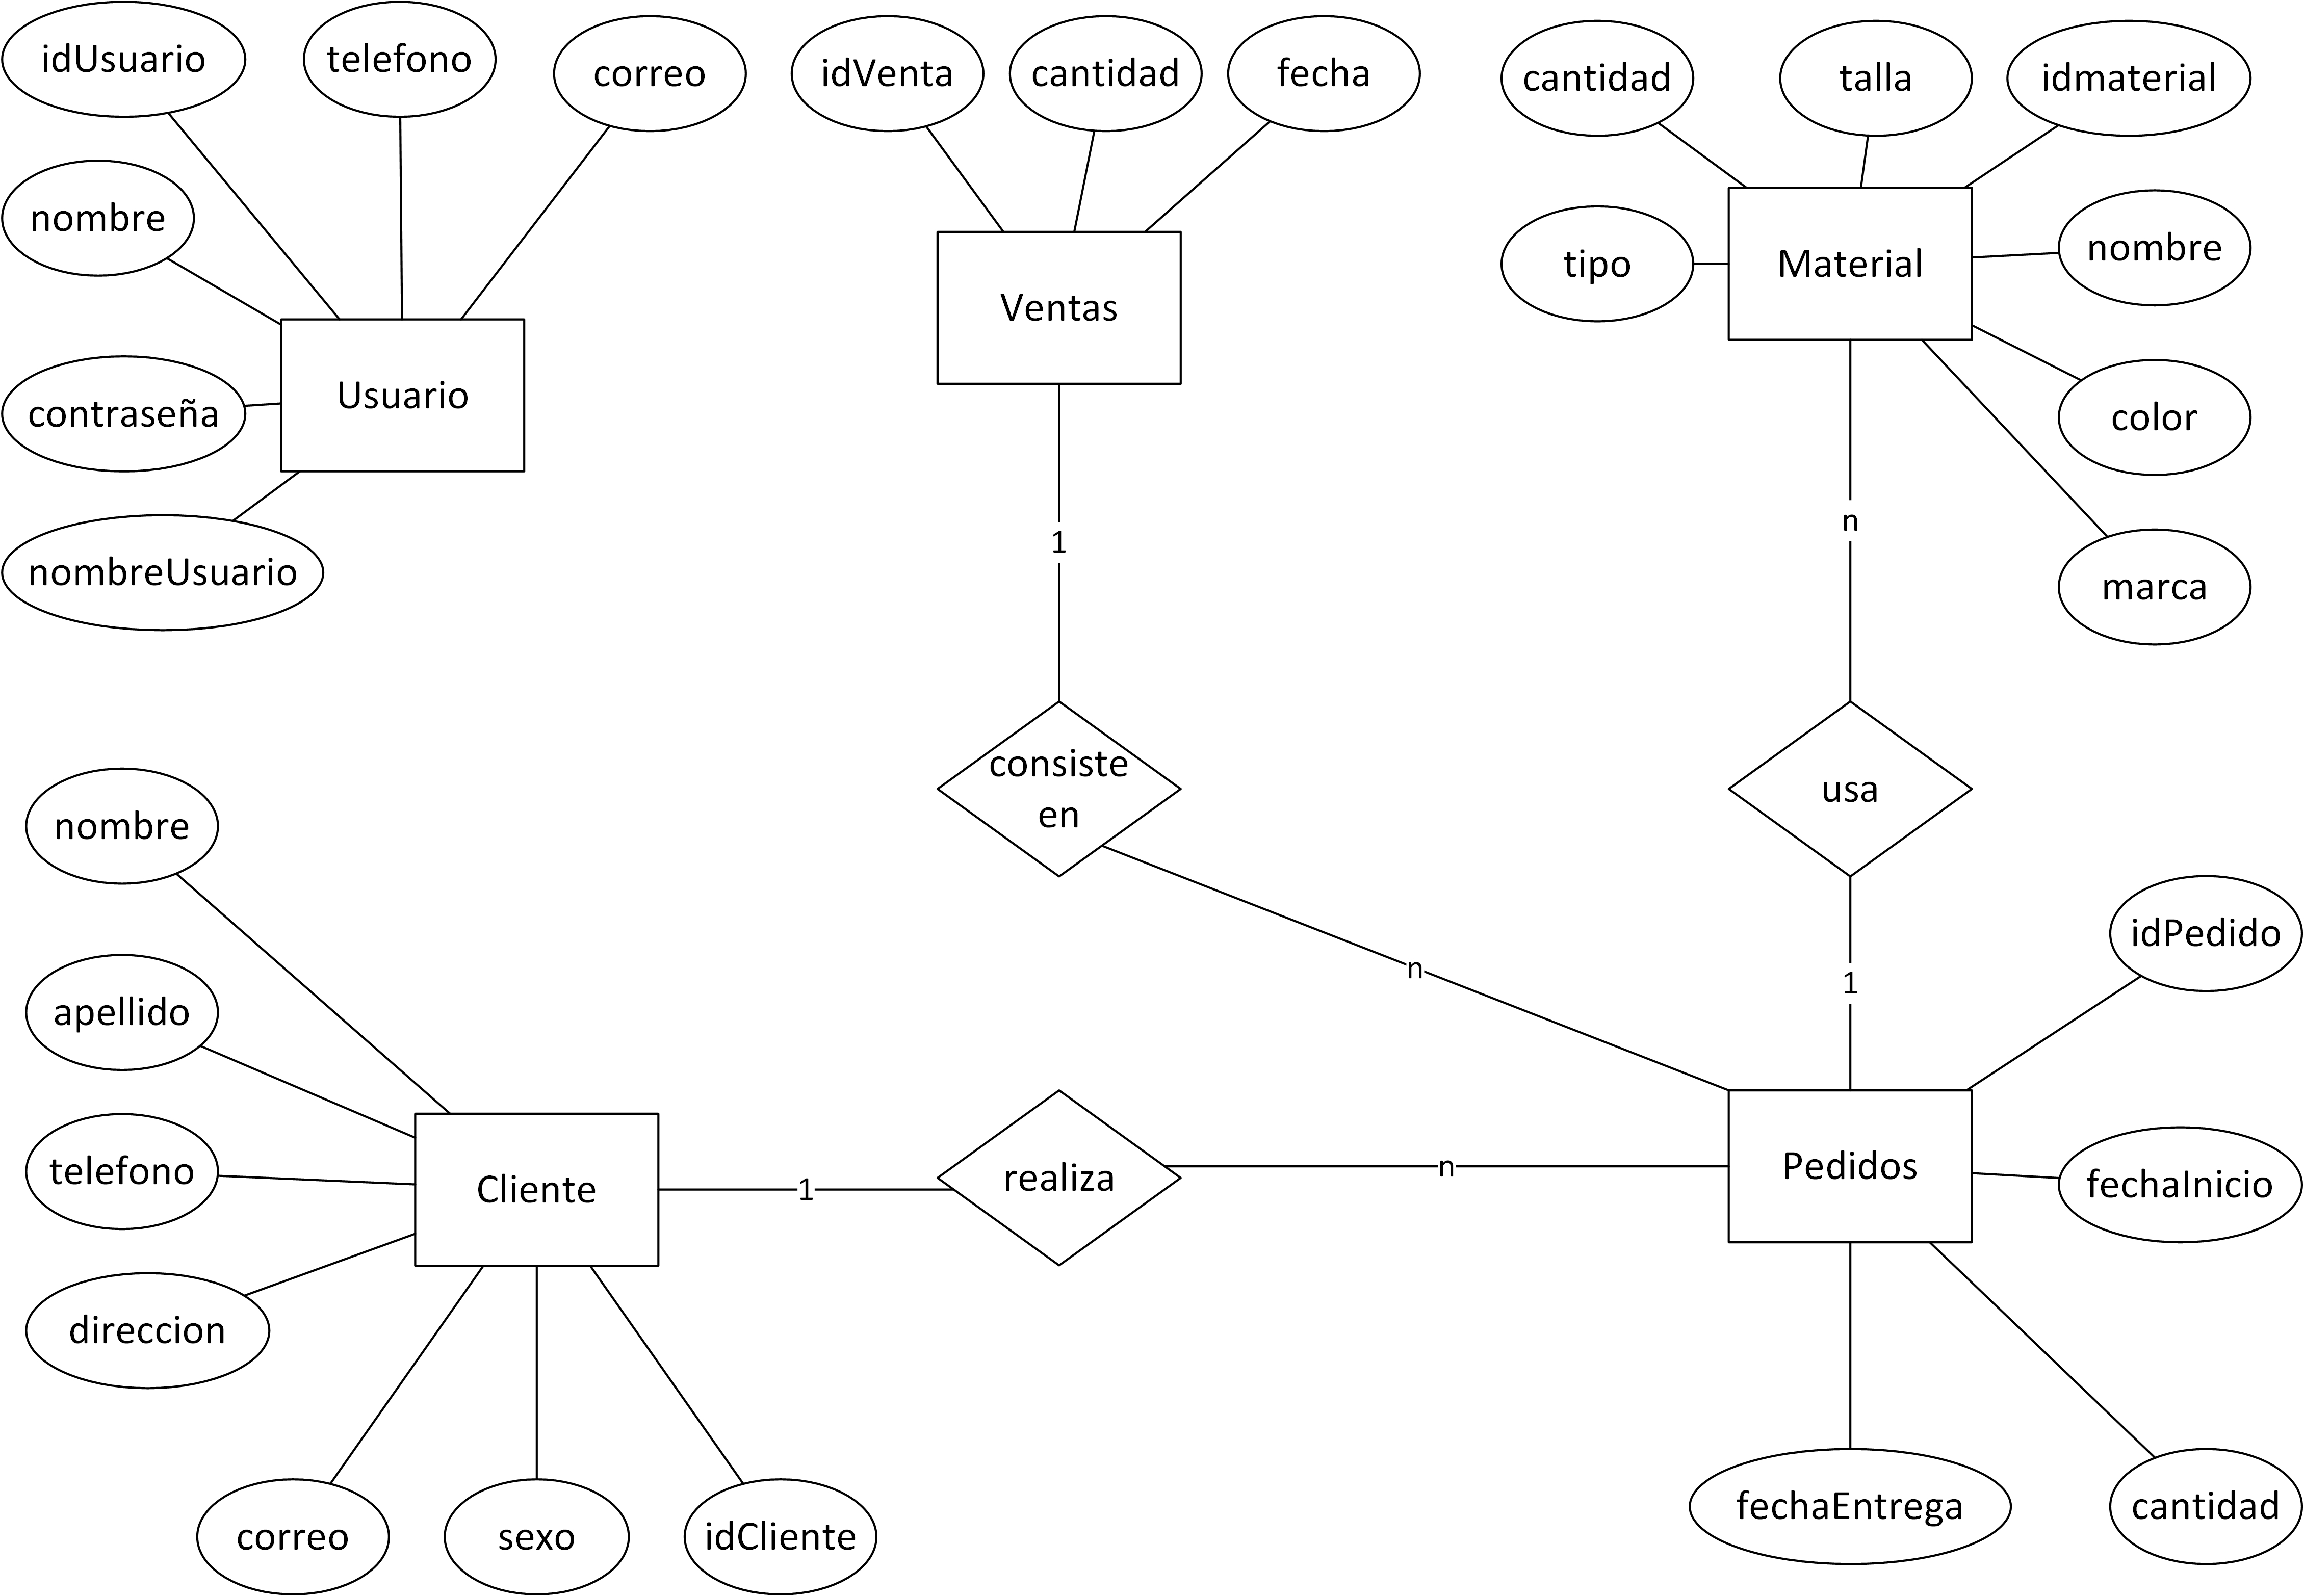 idUsuario
telefono
correo
idVenta
cantidad
fecha
cantidad
talla
idmaterial
nombre
tipo
Material
nombre
Ventas
Usuario
contraseña
color
nombreUsuario
marca
1
n
consiste
en
usa
nombre
n
1
idPedido
apellido
telefono
Cliente
1
realiza
n
Pedidos
fechaInicio
direccion
correo
sexo
idCliente
fechaEntrega
cantidad